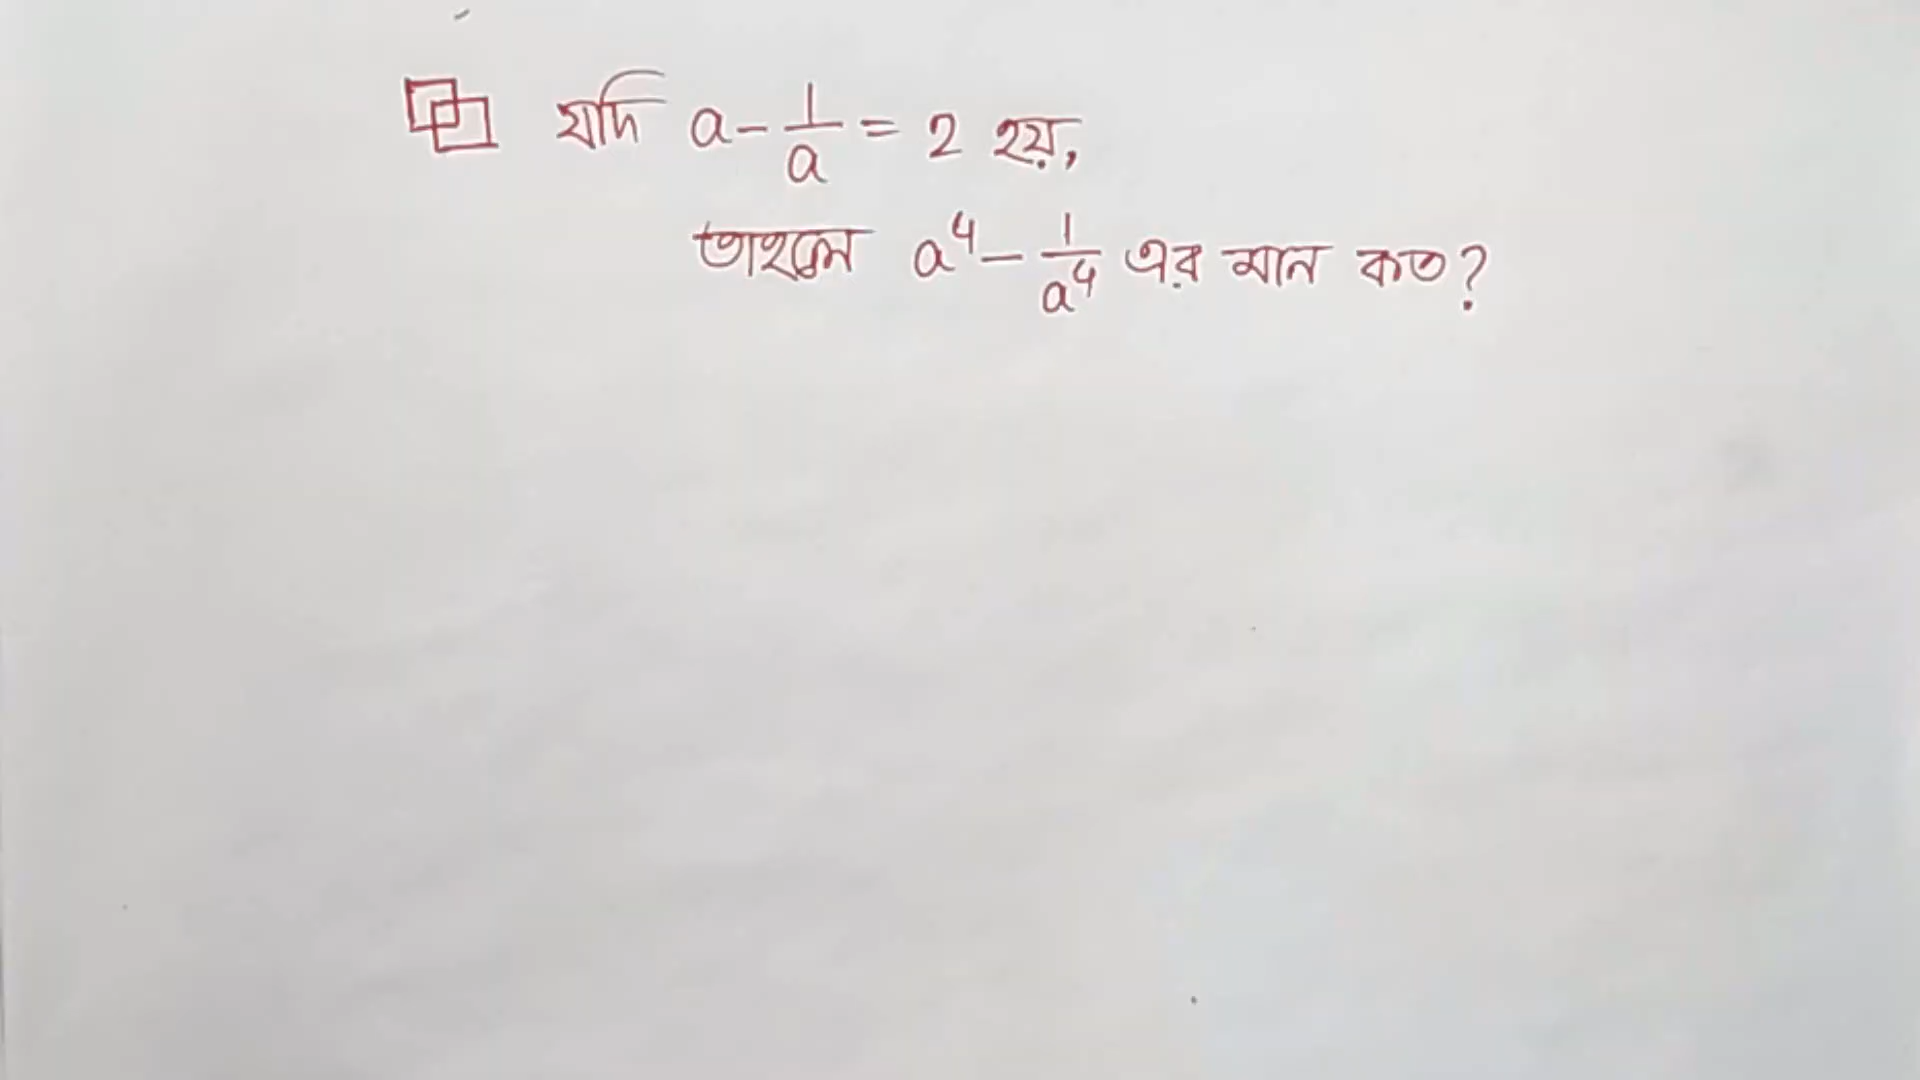 যদি a - 1/a = 2 হয়,
তাহলে a⁴ - 1/a⁴ এর মান কত?